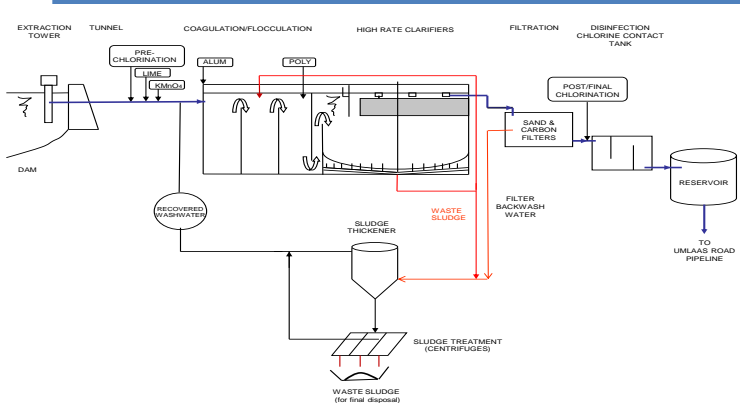 EXTRACTION
TOWER
TUNNEL
COAGULATION/FLOCCULATION
HIGH RATE CLARIFIERS
FILTRATION
DISINFECTION
CHLORINE CONTACT
TANK
PRE-
CHLORINATION
LIME
KMnO₄
ALUM
POLY
POST/FINAL
CHLORINATION
SAND &
CARBON
FILTERS
DAM
RESERVOIR
RECOVERED
WASHWATER
WASTE
SLUDGE
FILTER
BACKWASH
WATER
SLUDGE
THICKENER
TO
UMLAAS ROAD
PIPELINE
SLUDGE TREATMENT
(CENTRIFUGES)
WASTE SLUDGE
(for final disposal)